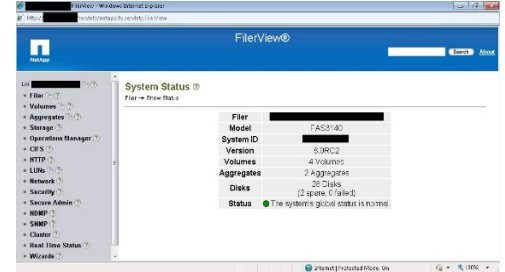 FilerView - Windows Internet Explorer
http://
FilerView®
NetApp
Search
About
System Status
Filer → Show Status
• Filer
• Volumes
• Aggregates
• Storage
• Operations Manager
• CIFS
• HTTP
• LUNs
• Network
• Security
• Secure Admin
• NDMP
• SNMP
• Cluster
• Real Time Status
• Wizards
Filer
Model FAS3140
System ID
Version 8.0RC2
Volumes 4 Volumes
Aggregates 2 Aggregates
Disks 28 Disks
(2 spare, 0 failed)
Status The system's global status is normal
Internet | Protected Mode: On